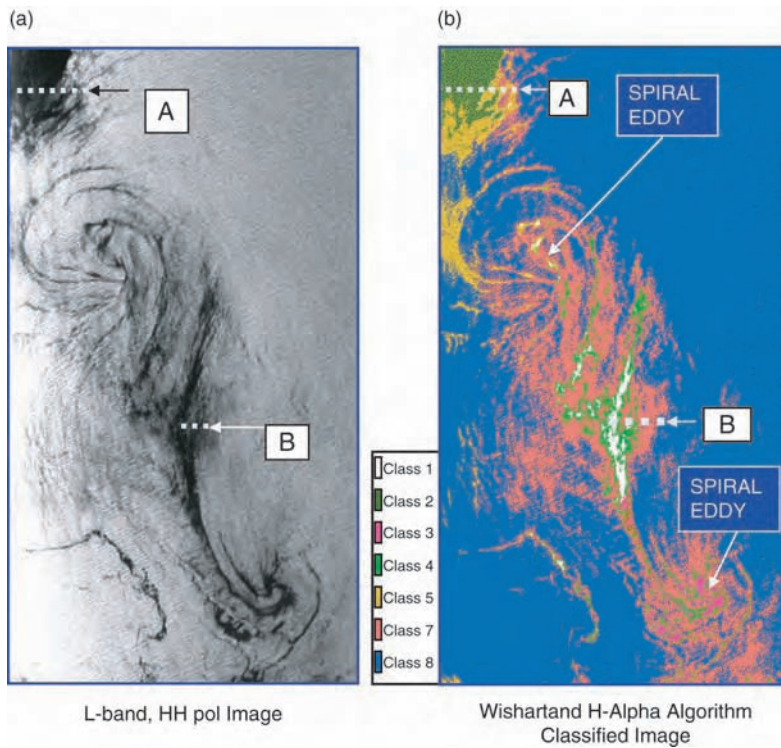 (a)
A
B
L-band, HH pol Image
(b)
A
SPIRAL
EDDY
B
SPIRAL
EDDY
Class 1
Class 2
Class 3
Class 4
Class 5
Class 7
Class 8
Wishartand H-Alpha Algorithm
Classified Image